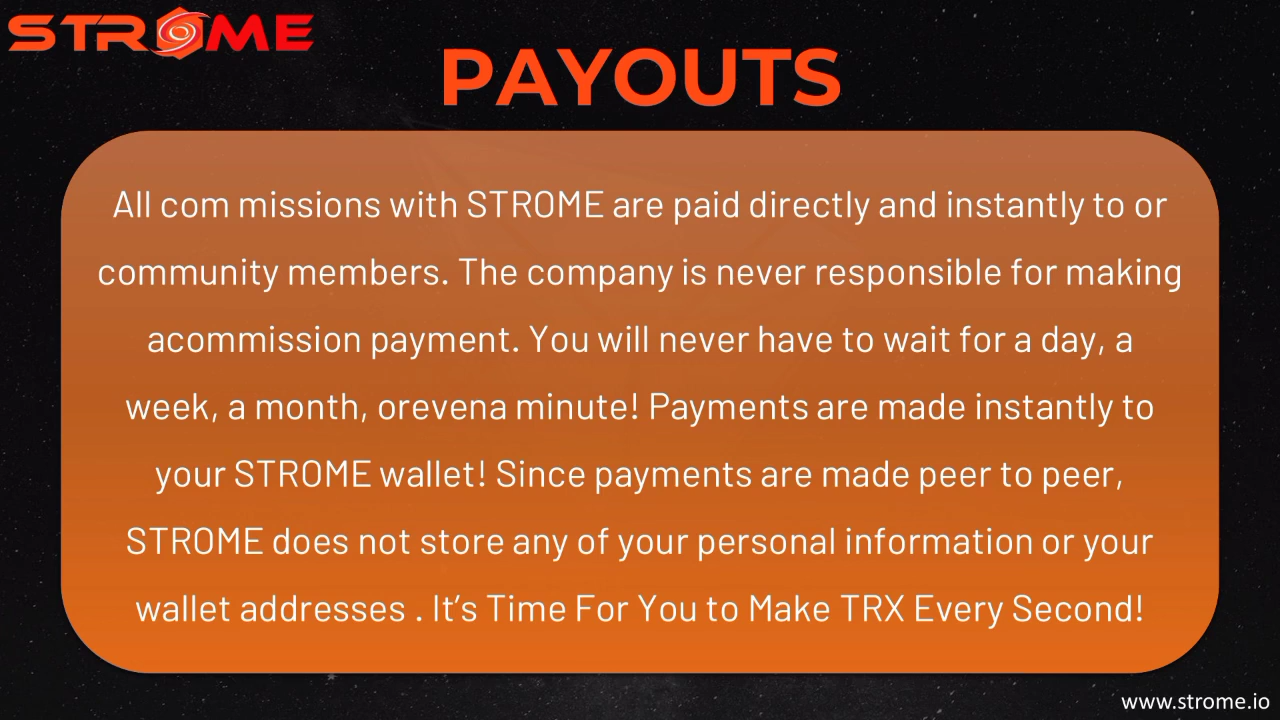 STROME
PAYOUTS
All com missions with STROME are paid directly and instantly to or
community members. The company is never responsible for making
acommission payment. You will never have to wait for a day, a
week, a month, orevena minute! Payments are made instantly to
your STROME wallet! Since payments are made peer to peer,
STROME does not store any of your personal information or your
wallet addresses . It’s Time For You to Make TRX Every Second!
www.strome.io